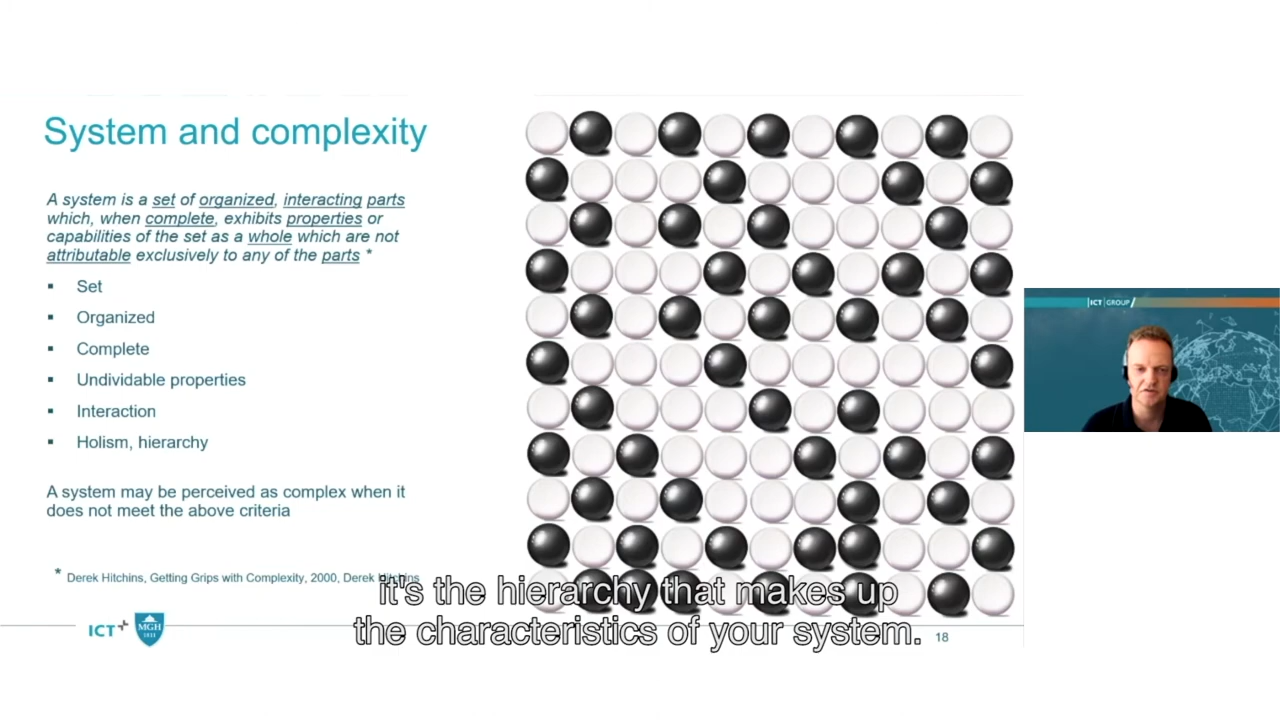 System and complexity
A system is a set of organized, interacting parts
which, when complete, exhibits properties or
capabilities of the set as a whole which are not
attributable exclusively to any of the parts *
▪ Set
▪ Organized
▪ Complete
▪ Undividable properties
▪ Interaction
▪ Holism, hierarchy
A system may be perceived as complex when it
does not meet the above criteria
* Derek Hitchins, Getting Grips with Complexity, 2000, Derek Hitchins
it's the hierarchy that makes up
the characteristics of your system.
ICT
MGH
1811
18
|ICT|GROUP/